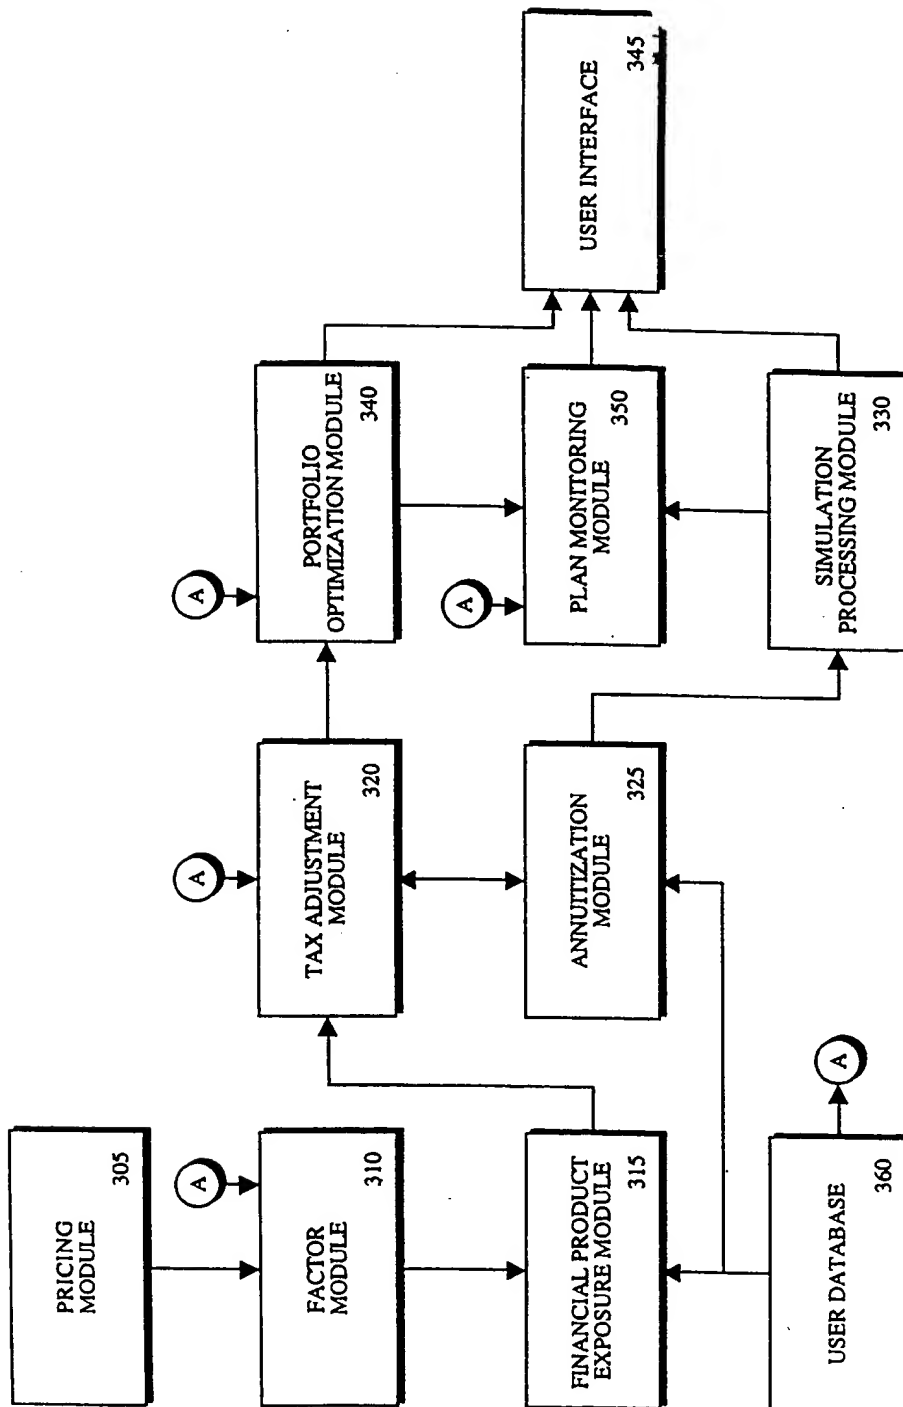 PRICING
MODULE
305
A
A
A
FACTOR
MODULE
310
TAX ADJUSTMENT
MODULE
320
PORTFOLIO
OPTIMIZATION MODULE
340
A
FINANCIAL PRODUCT
EXPOSURE MODULE
315
ANNUITIZATION
MODULE
325
PLAN MONITORING
MODULE
350
USER INTERFACE
345
USER DATABASE
360
A
SIMULATION
PROCESSING MODULE
330